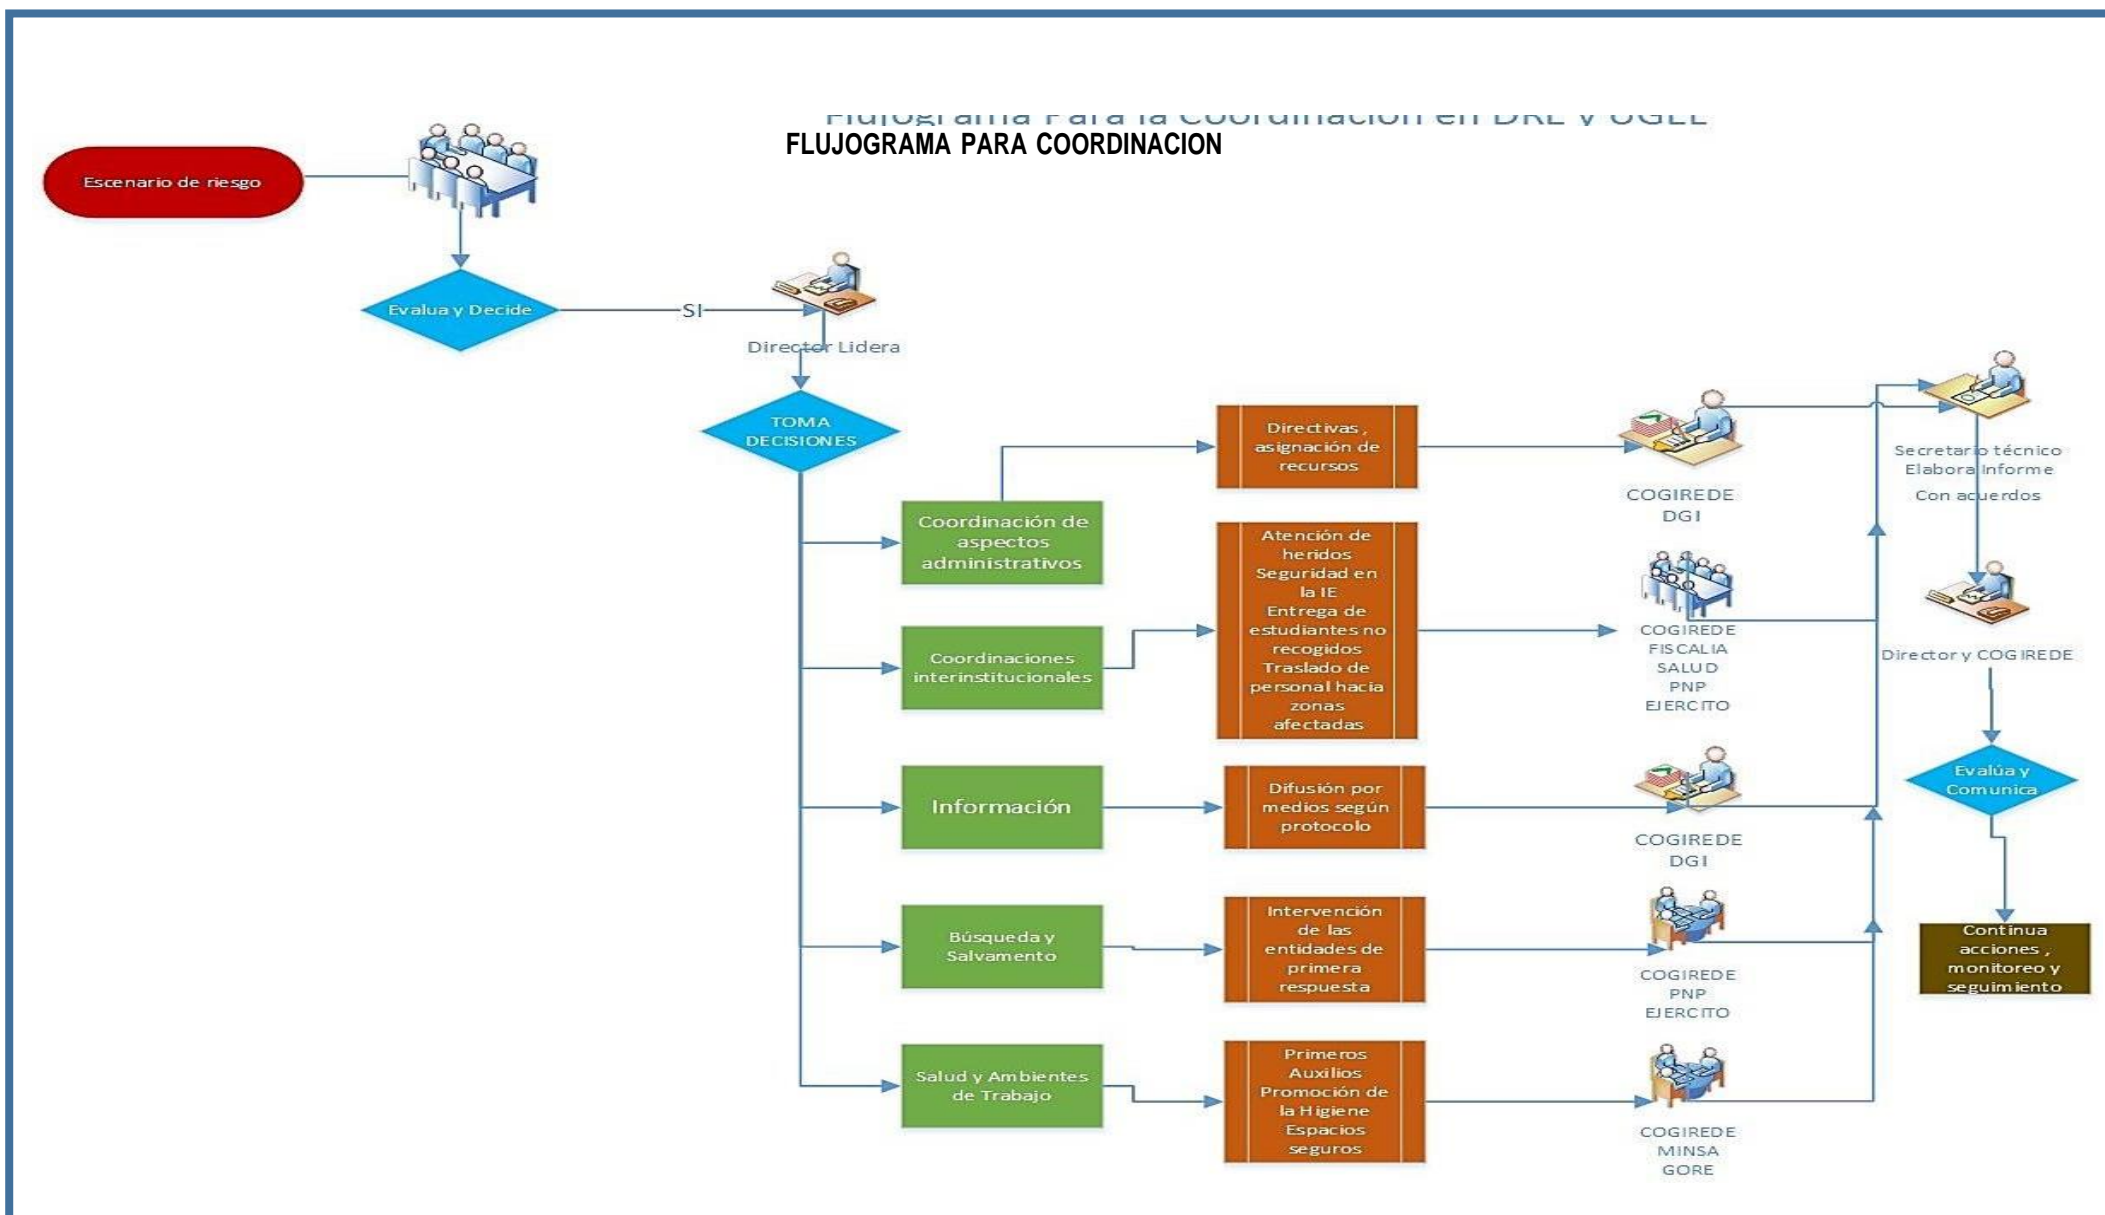 Flujograma Para la Coordinacion en DRE y UGEL
FLUJOGRAMA PARA COORDINACION
Escenario de riesgo
Evalua y Decide
SI
Director Lidera
TOMA
DECISIONES
Coordinación de
aspectos
administrativos
Directivas ,
asignación de
recursos
COGIREDE
DGI
Secretario técnico
Elabora Informe
Con acuerdos
Coordinaciones
interinstitucionales
Atención de
heridos
Seguridad en
la IE
Entrega de
estudiantes no
recogidos
Traslado de
personal hacia
zonas
afectadas
COGIREDE
FISCALIA
SALUD
PNP
EJERCITO
Director y COGIREDE
Información
Difusión por
medios según
protocolo
COGIREDE
DGI
Evalúa y
Comunica
Búsqueda y
Salvamento
Intervención
de las
entidades de
primera
respuesta
COGIREDE
PNP
EJERCITO
Continua
acciones ,
monitoreo y
seguimiento
Salud y Ambientes
de Trabajo
Primeros
Auxilios
Promoción de
la Higiene
Espacios
seguros
COGIREDE
MINSA
GORE